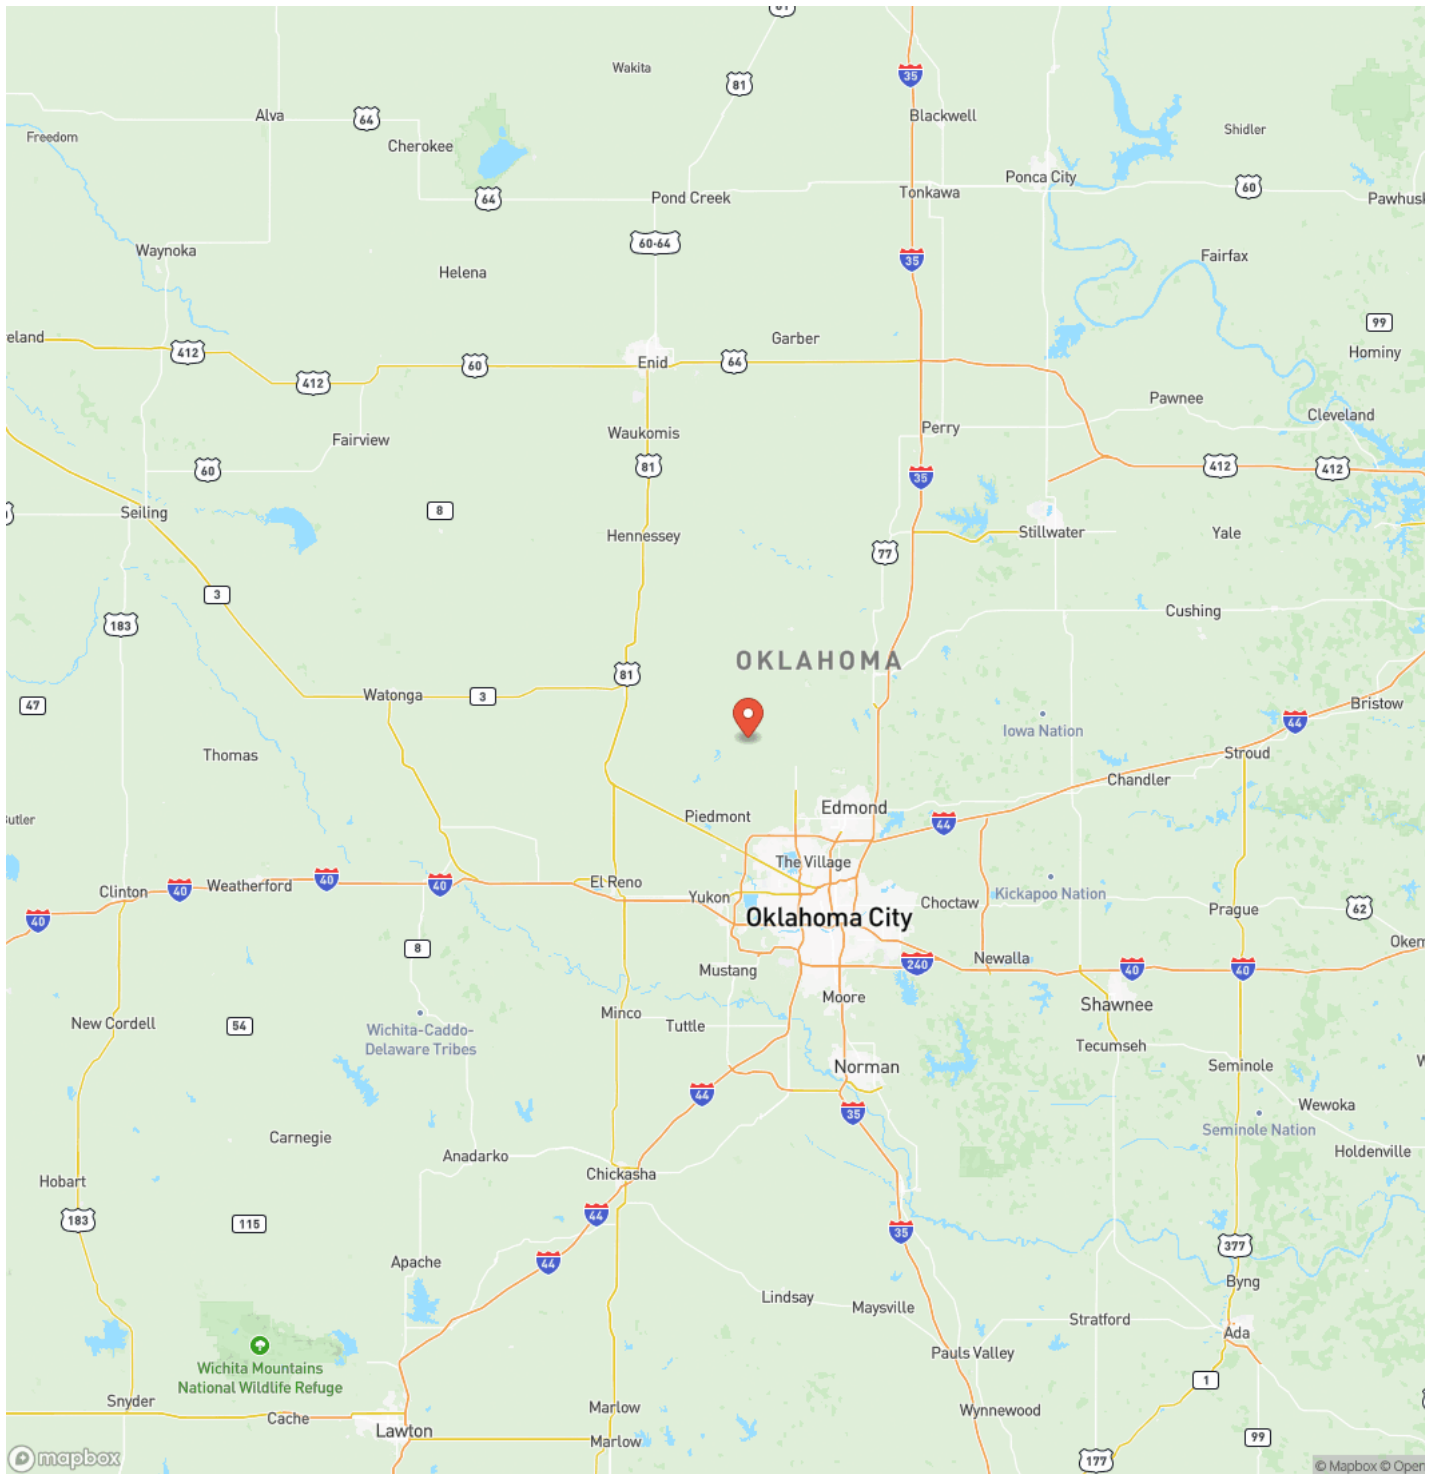 81
Wakita
35
81
Alva
64
Blackwell
Shidler
Freedom
Cherokee
Ponca City
64
Pond Creek
Tonkawa
60
Pawhusk
60-64
Waynoka
35
Fairfax
Helena
99
eland
412
60
Enid
64
Garber
Hominy
412
Pawnee
Cleveland
Fairview
Waukomis
Perry
60
81
35
412
412
Seiling
8
Hennessey
Stillwater
Yale
77
3
183
Cushing
OKLAHOMA
81
47
Watonga
3
Bristow
Iowa Nation
44
Thomas
Stroud
Chandler
Butler
Piedmont
Edmond
44
The Village
Clinton
40
Weatherford
40
40
El Reno
Yukon
Choctaw
Kickapoo Nation
Prague
62
40
Oklahoma City
8
Okem
Mustang
240
Newalla
40
40
Moore
Shawnee
New Cordell
54
Minco
Tuttle
Wichita-Caddo-
Delaware Tribes
Tecumseh
Norman
Seminole
W
44
35
Wewoka
Seminole Nation
Carnegie
Anadarko
Holdenville
Chickasha
Hobart
183
115
44
35
377
Apache
44
Byng
Lindsay
Maysville
Stratford
Ada
Wichita Mountains
National Wildlife Refuge
Pauls Valley
1
Snyder
Cache
Marlow
Wynnewood
Lawton
Marlow
99
177
mapbox
© Mapbox © Open